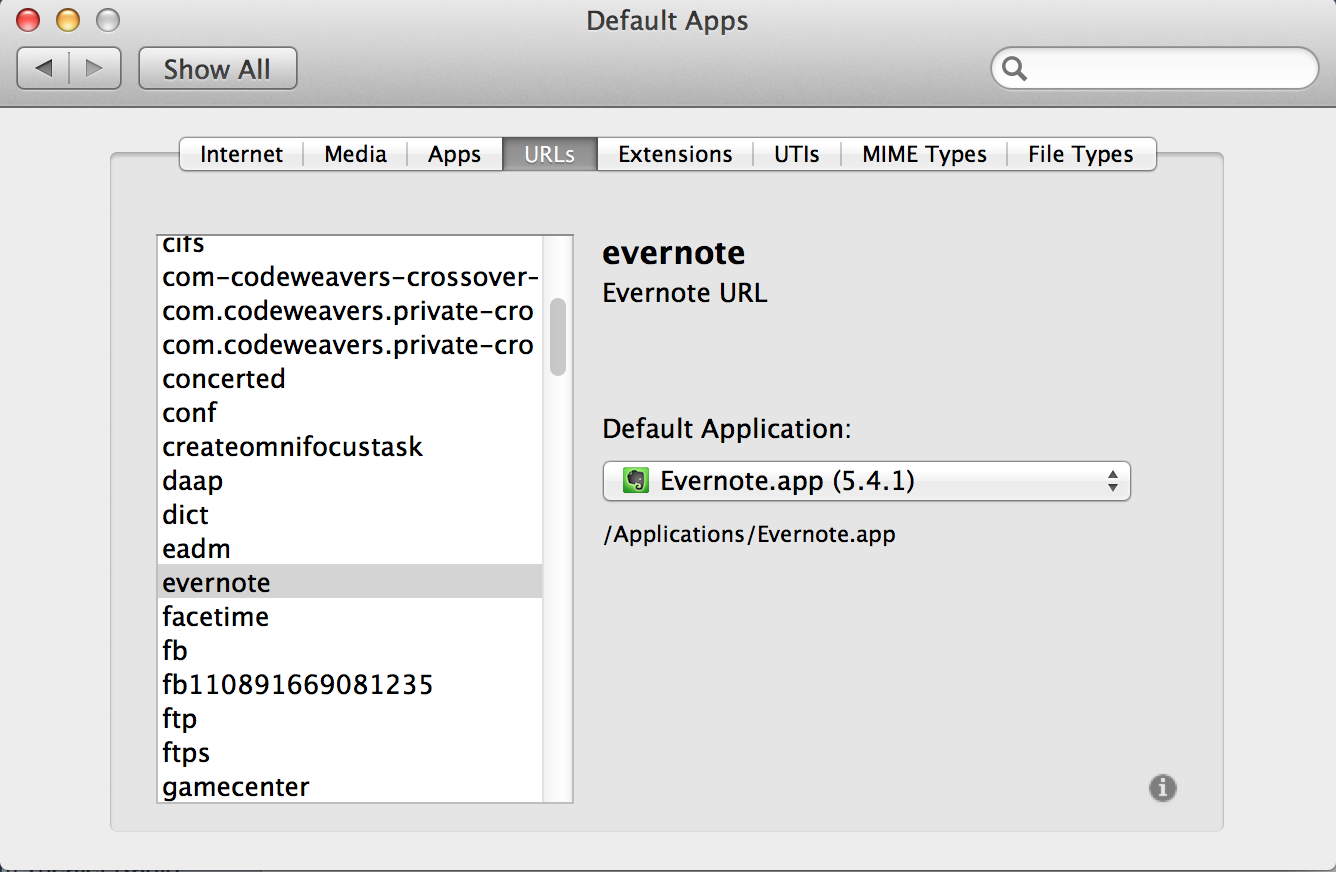 Default Apps
Show All
Internet Media Apps URLs Extensions UTIs MIME Types File Types
cifs
com-codeweavers-crossover-
com.codeweavers.private-cro
com.codeweavers.private-cro
concerted
conf
createomnifocustask
daap
dict
eadm
evernote
facetime
fb
fb110891669081235
ftp
ftps
gamecenter
evernote
Evernote URL
Default Application:
Evernote.app (5.4.1)
/Applications/Evernote.app